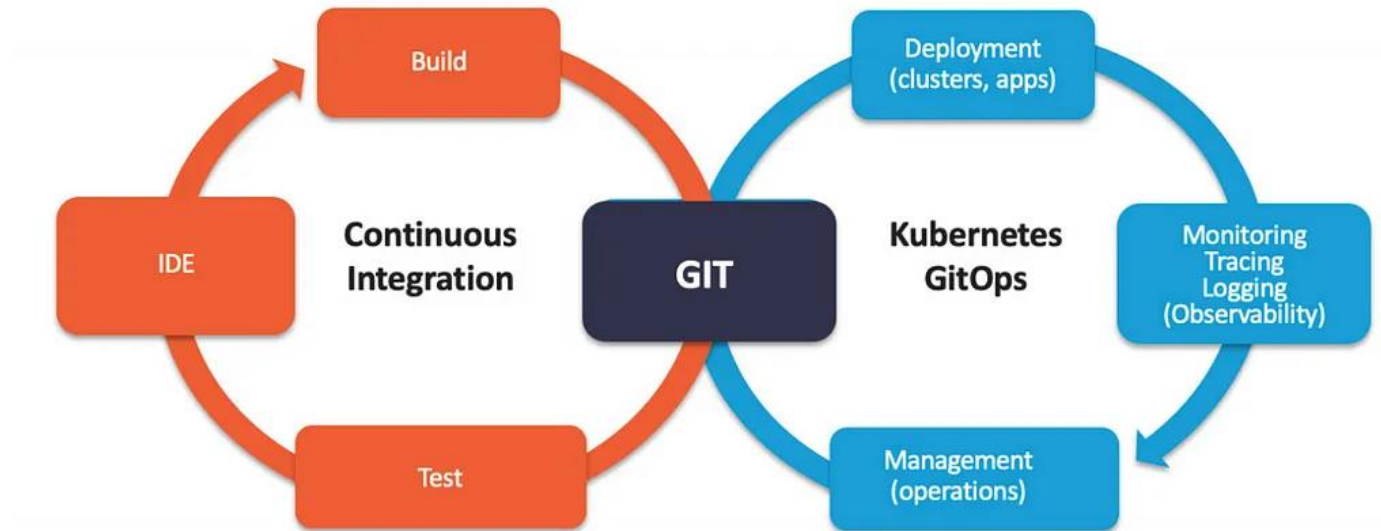 Build
Deployment
(clusters, apps)
IDE
Continuous
Integration
GIT
Kubernetes
GitOps
Monitoring
Tracing
Logging
(Observability)
Test
Management
(operations)